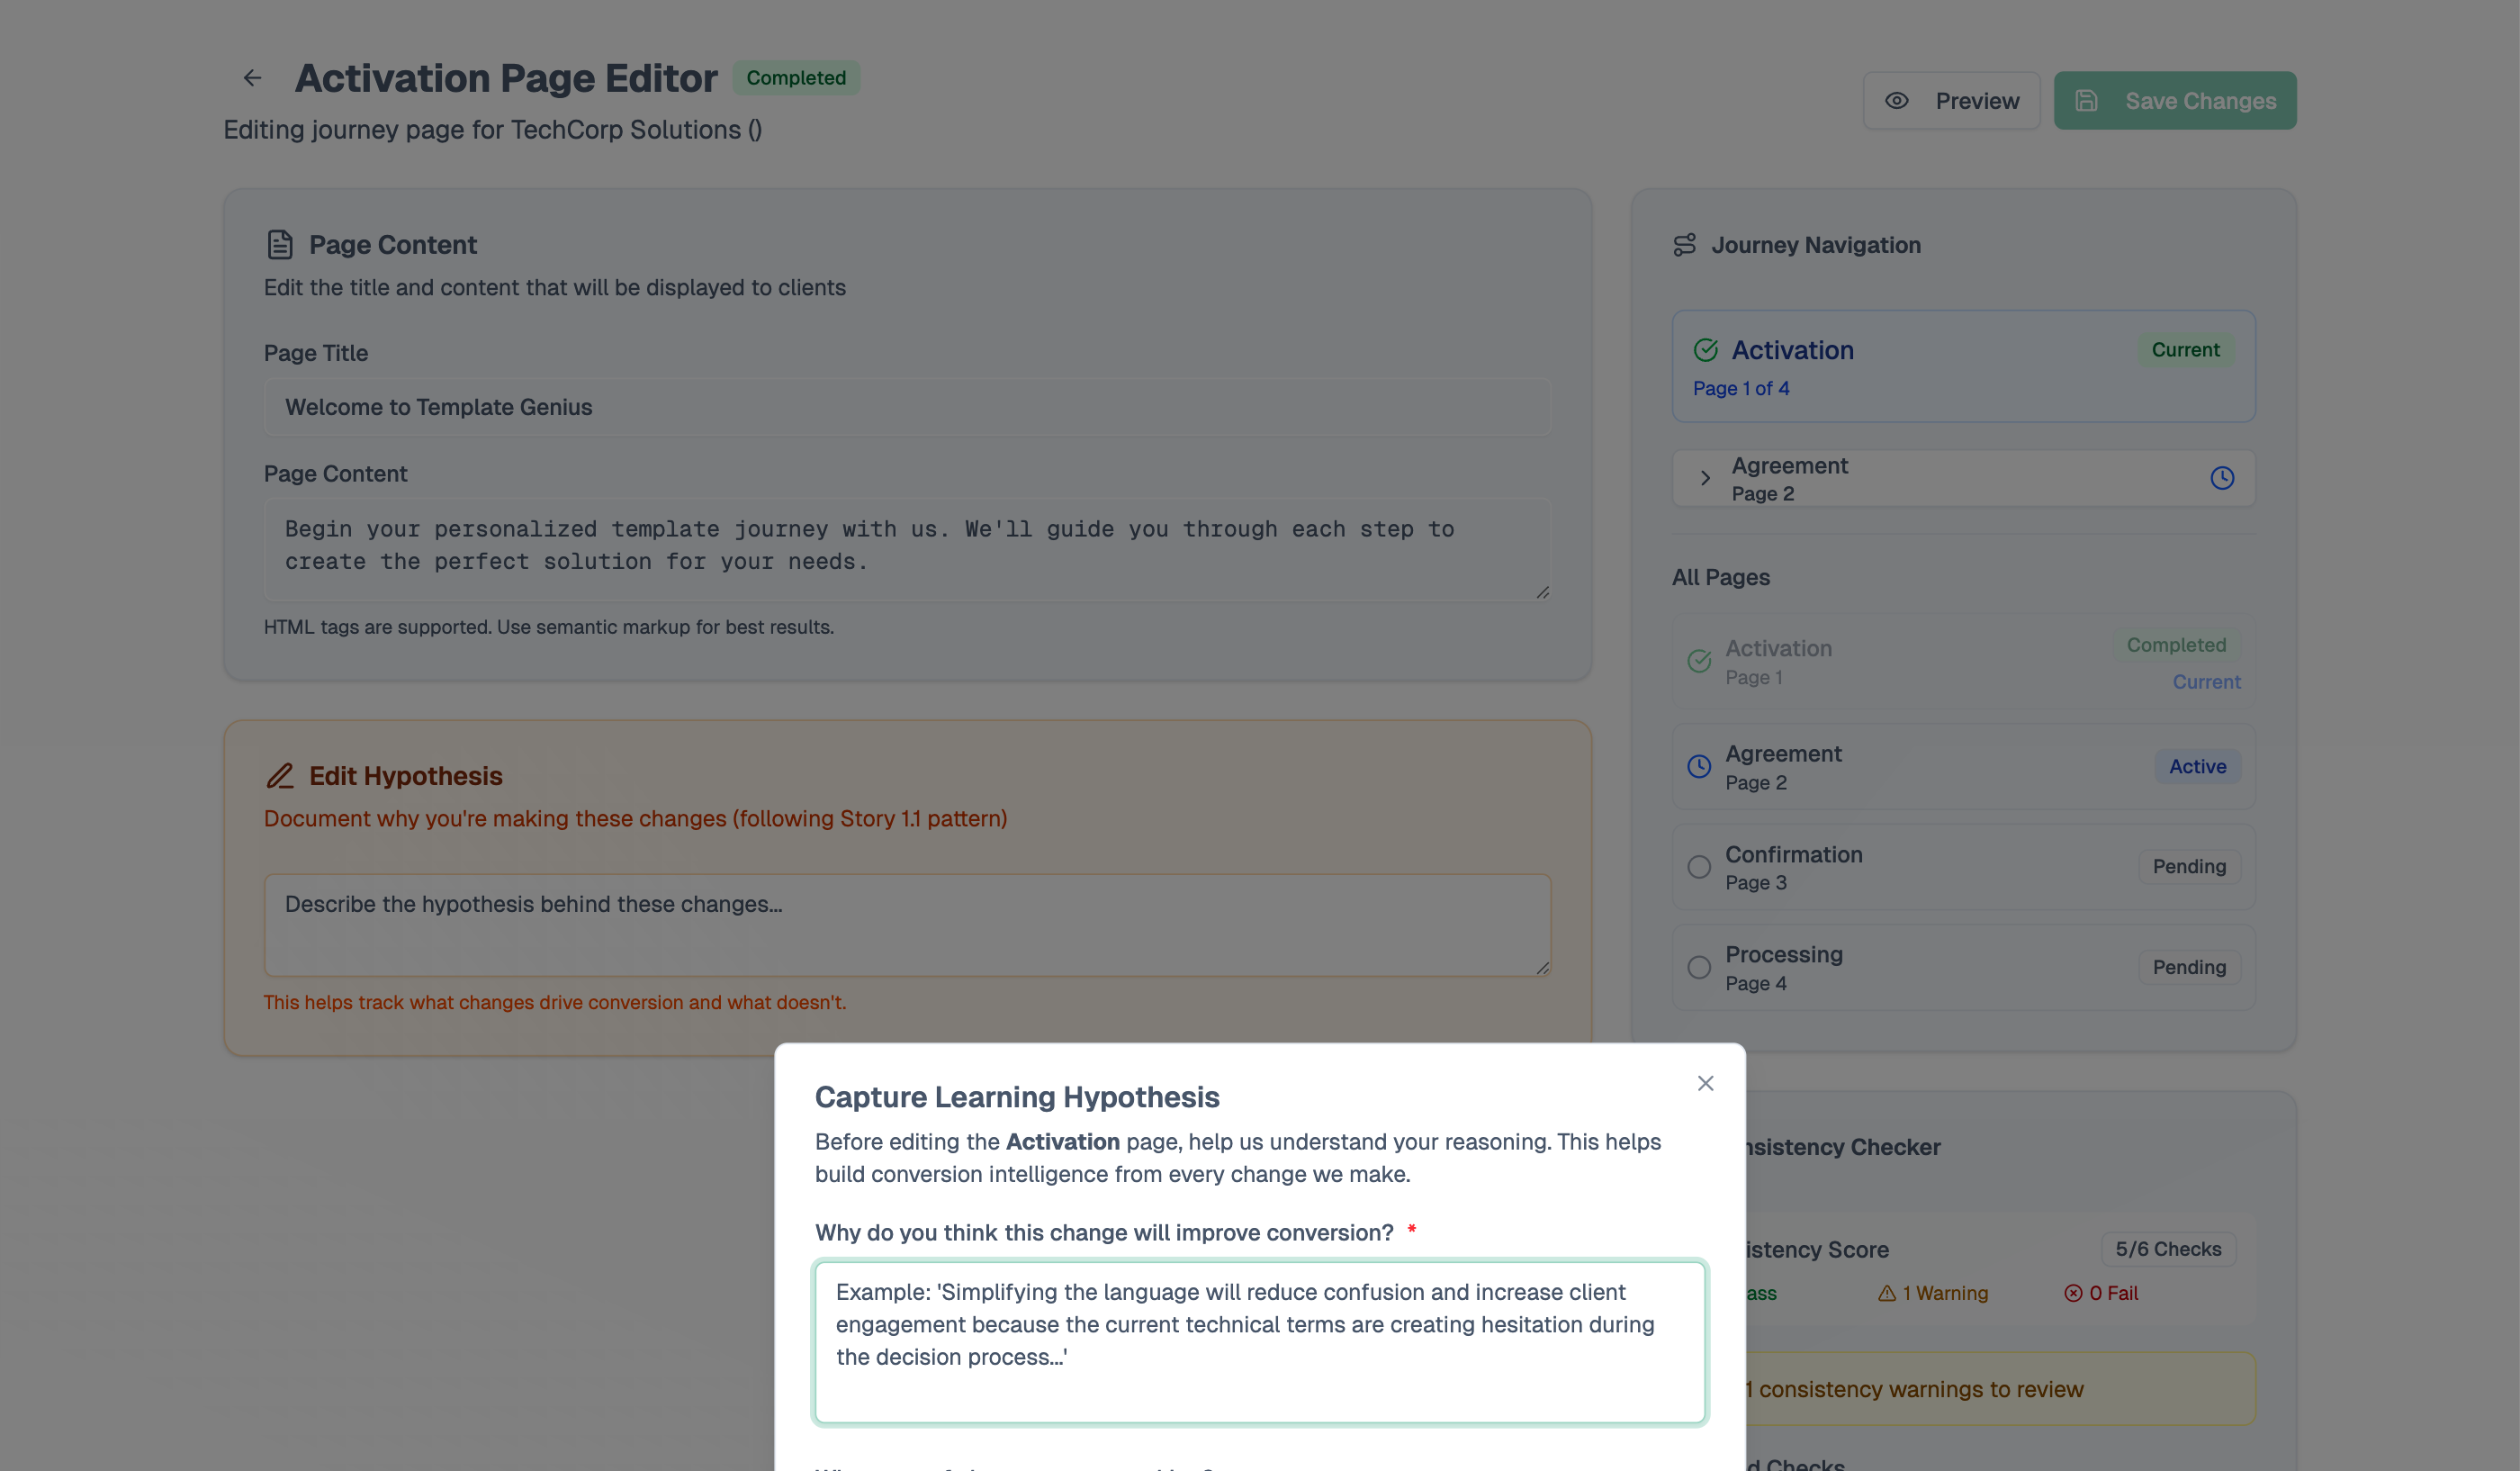 Activation Page Editor
Completed
Editing journey page for TechCorp Solutions ()
Preview
Save Changes
Page Content
Edit the title and content that will be displayed to clients
Page Title
Welcome to Template Genius
Page Content
Begin your personalized template journey with us. We'll guide you through each step to
create the perfect solution for your needs.
HTML tags are supported. Use semantic markup for best results.
Edit Hypothesis
Document why you're making these changes (following Story 1.1 pattern)
Describe the hypothesis behind these changes...
This helps track what changes drive conversion and what doesn't.
Journey Navigation
Activation
Current
Page 1 of 4
Agreement
Page 2
All Pages
Activation
Completed
Page 1
Current
Agreement
Page 2
Active
Confirmation
Page 3
Pending
Processing
Page 4
Pending
Checker
Score
5/6 Checks
1 Warning
0 Fail
1 consistency warnings to review
Capture Learning Hypothesis
Before editing the Activation page, help us understand your reasoning. This helps
build conversion intelligence from every change we make.
Why do you think this change will improve conversion? *
Example: 'Simplifying the language will reduce confusion and increase client
engagement because the current technical terms are creating hesitation during
the decision process...'